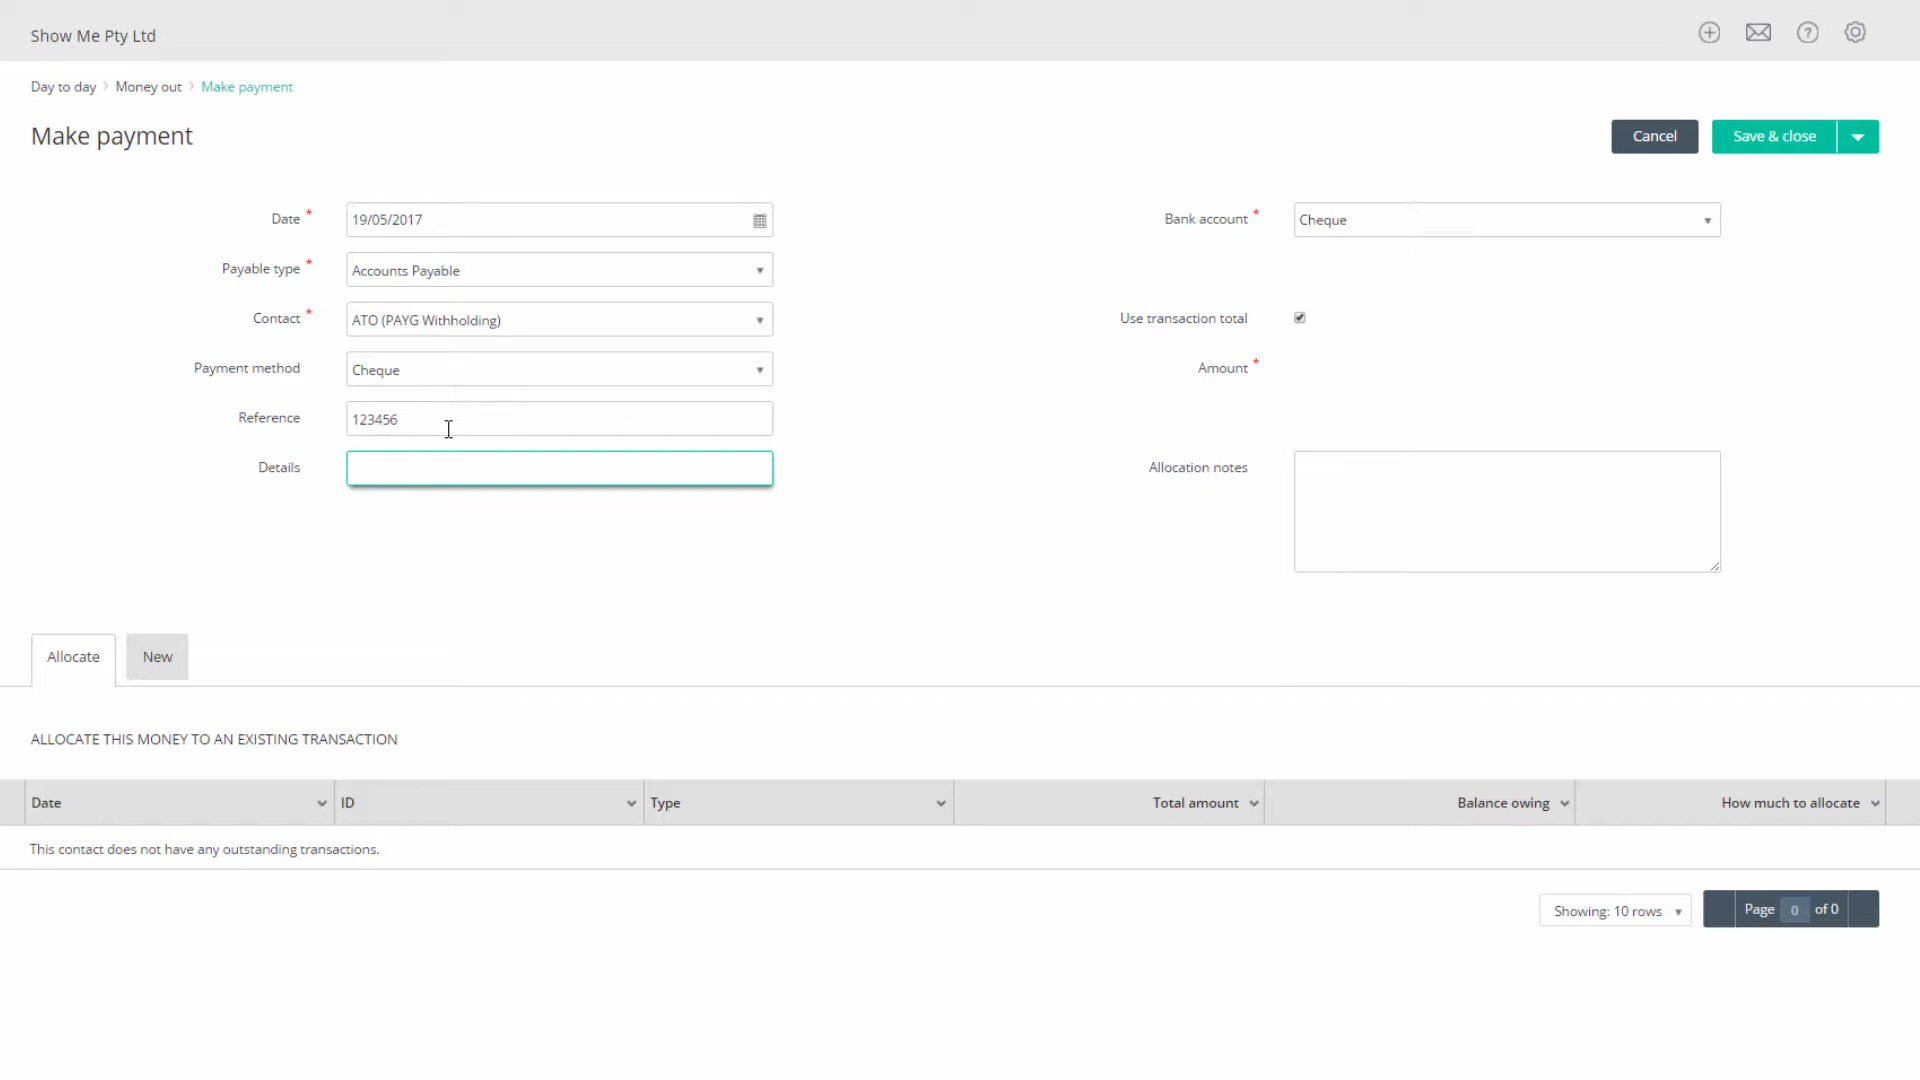 Show Me Pty Ltd
Day to day > Money out > Make payment
Make payment
Cancel
Save & close
Date *
19/05/2017
Bank account *
Cheque
Payable type *
Accounts Payable
Contact *
ATO (PAYG Withholding)
Use transaction total
Payment method
Cheque
Amount *
Reference
123456
Details
Allocation notes
Allocate
New
ALLOCATE THIS MONEY TO AN EXISTING TRANSACTION
Date ID Type Total amount Balance owing How much to allocate
This contact does not have any outstanding transactions.
Showing: 10 rows
Page 0 of 0